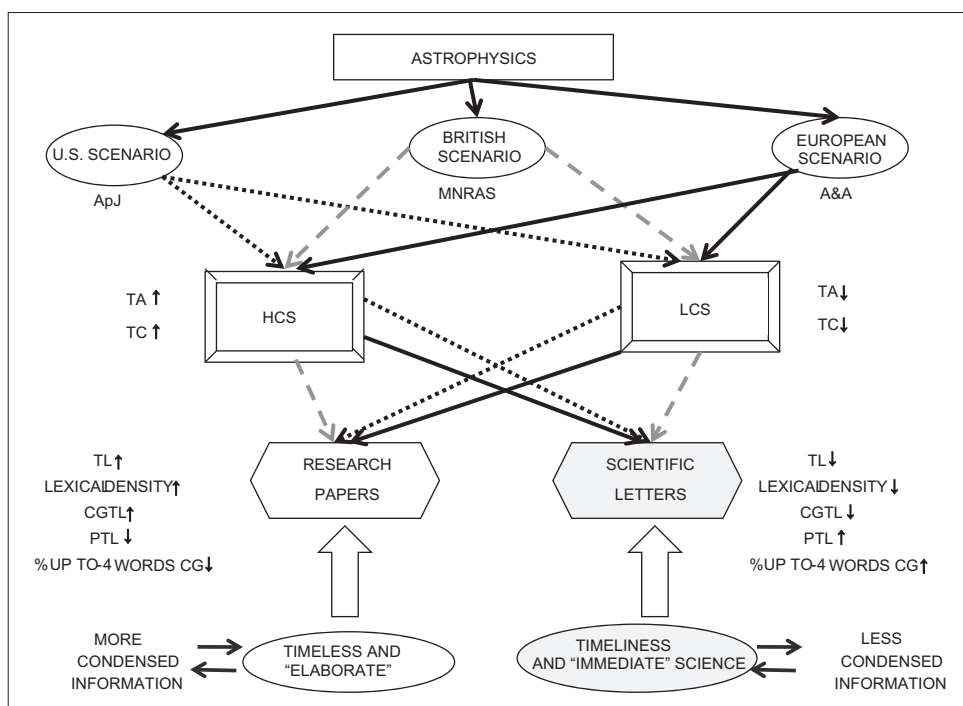 ASTROPHYSICS
U.S. SCENARIO
BRITISH
SCENARIO
EUROPEAN
SCENARIO
ApJ
MNRAS
A&A
TA ↑
TC ↑
HCS
LCS
TA↓
TC↓
TL↑
LEXICALDENSITY↑
CGTL↑
PTL ↓
%UP TO-4 WORDS CG↓
RESEARCH
PAPERS
SCIENTIFIC
LETTERS
TL↓
LEXICALDENSITY ↓
CGTL ↓
PTL ↑
%UP TO-4 WORDS CG↑
MORE
CONDENSED
INFORMATION
TIMELESS AND
“ELABORATE”
TIMELINESS
AND “IMMEDIATE” SCIENCE
LESS
CONDENSED
INFORMATION